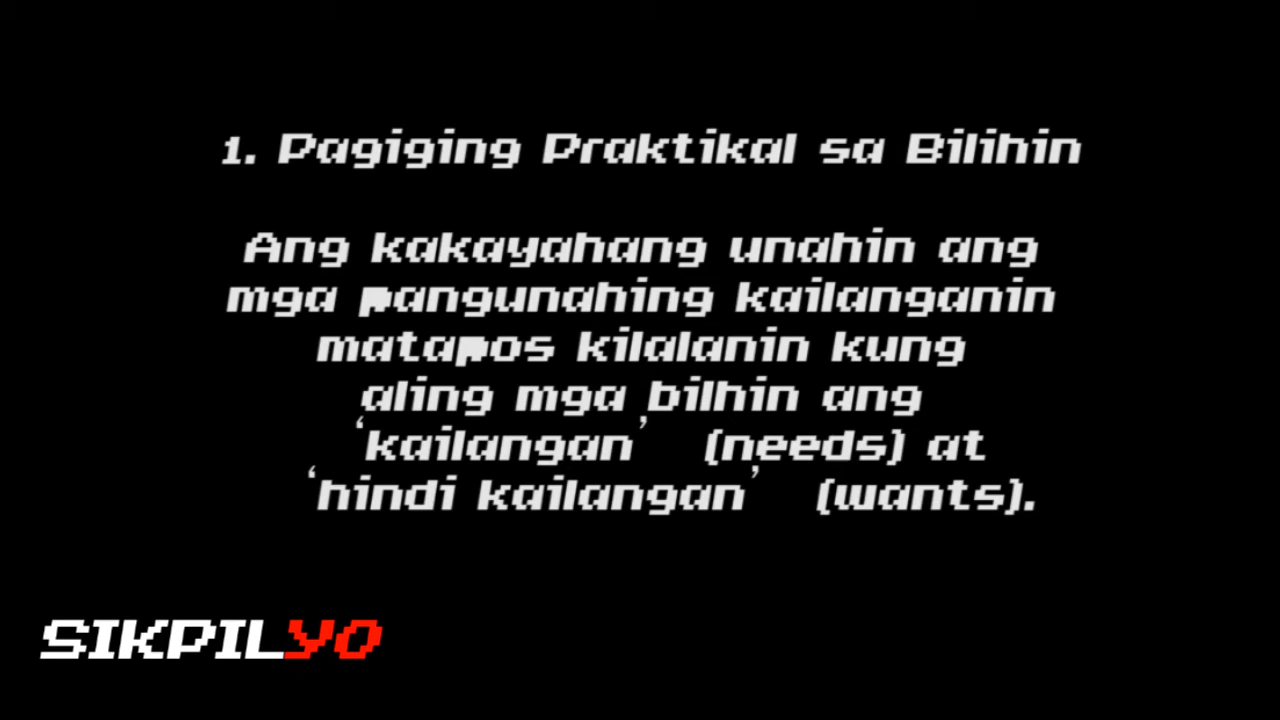 1. Pagiging Praktikal sa Bilihin
Ang kakayahang unahin ang
mga pangunahing kailanganin
matapos kilalanin kung
aling mga bilhin ang
‘kailangan’ (needs) at
‘hindi kailangan’ (wants).
SIKPILYO